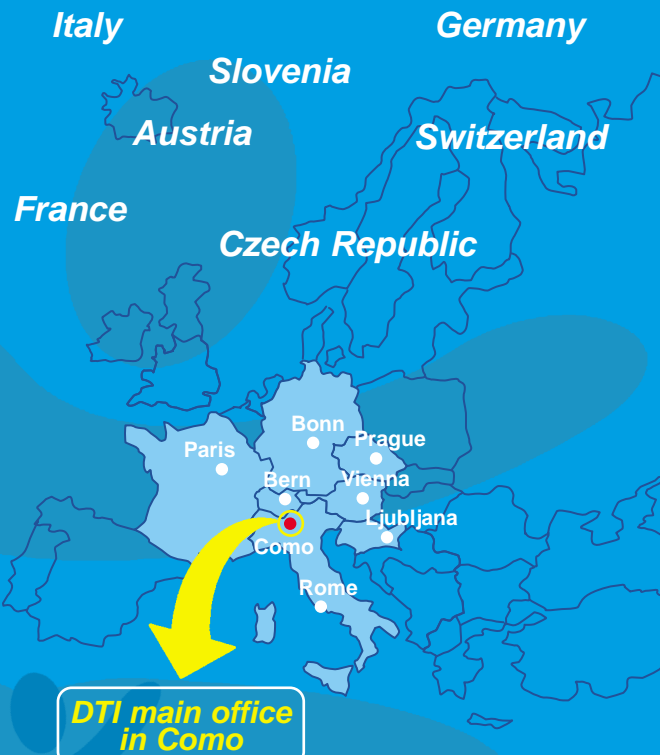 Italy
Germany
Slovenia
Austria
Switzerland
France
Czech Republic
Bonn
Paris
Prague
Bern
Vienna
Ljubljana
Como
Rome
DTI main office
in Como